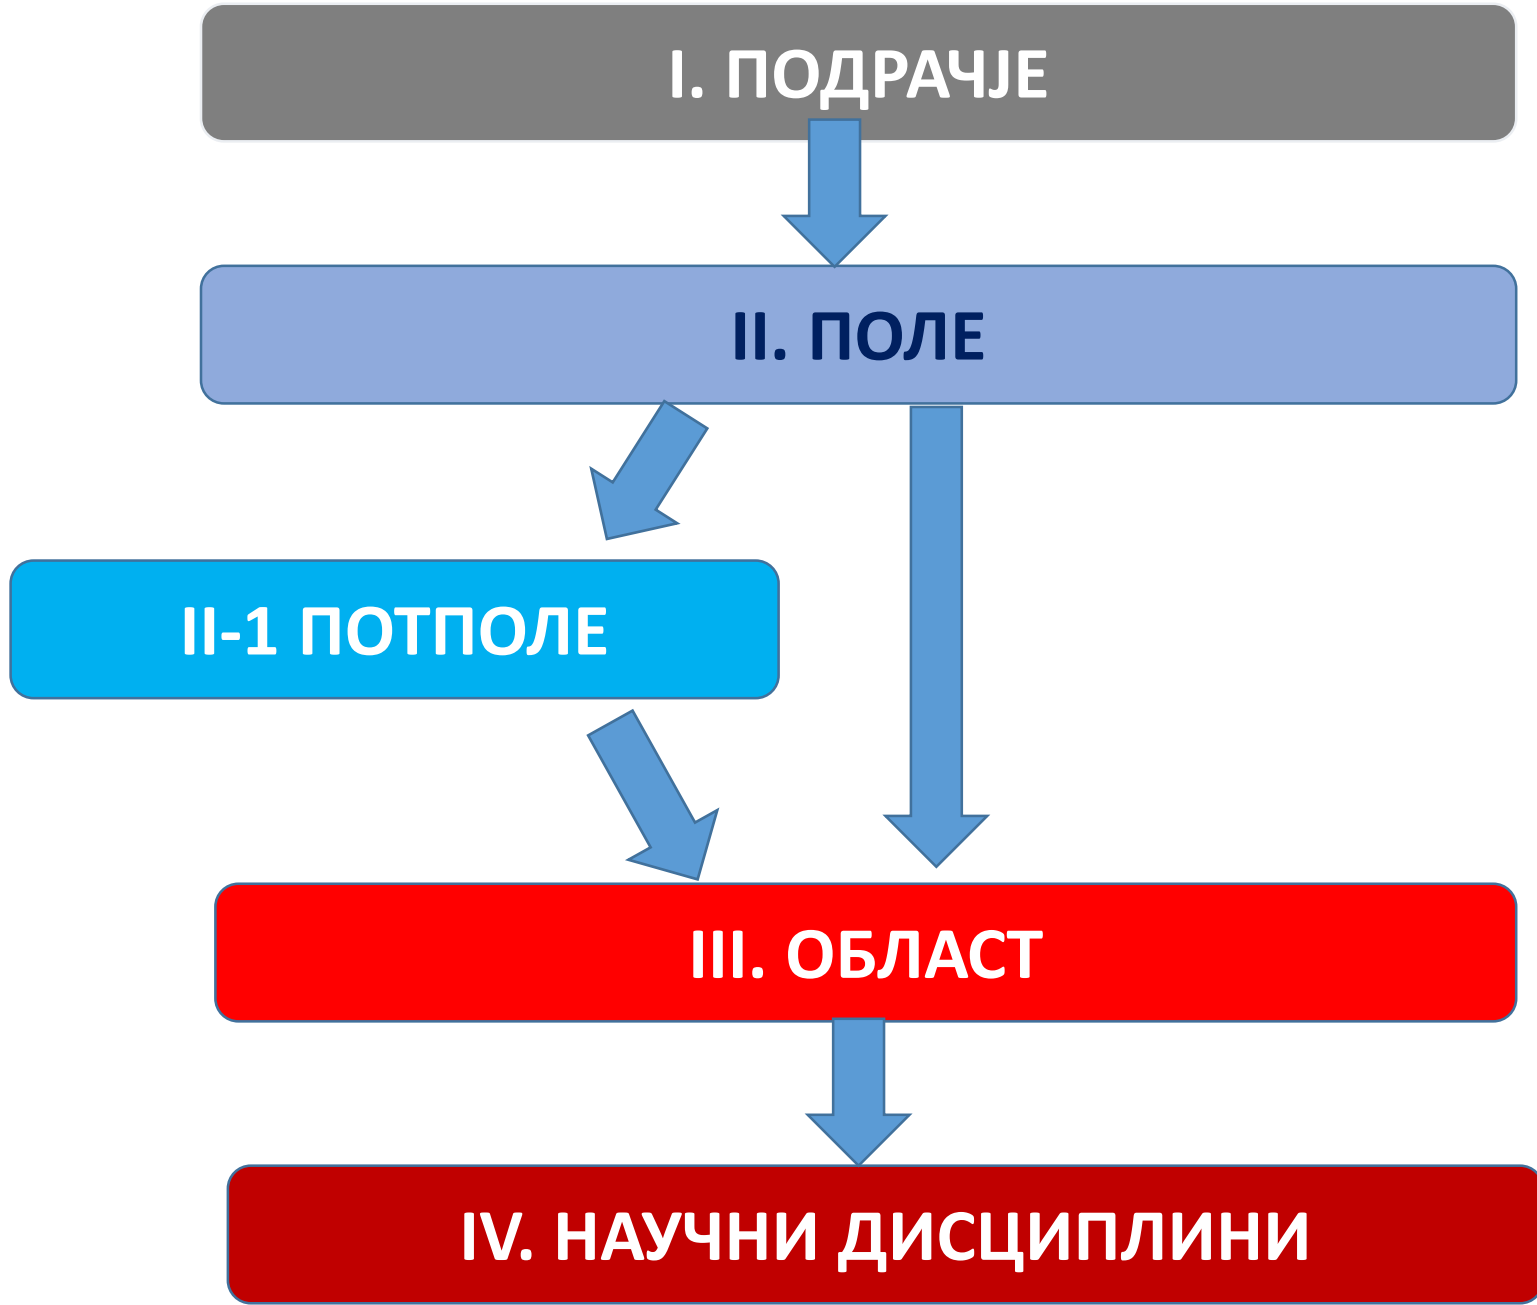 I. ПОДРАЧЈЕ
II. ПОЛЕ
II-1 ПОТПОЛЕ
III. ОБЛАСТ
IV. НАУЧНИ ДИСЦИПЛИНИ